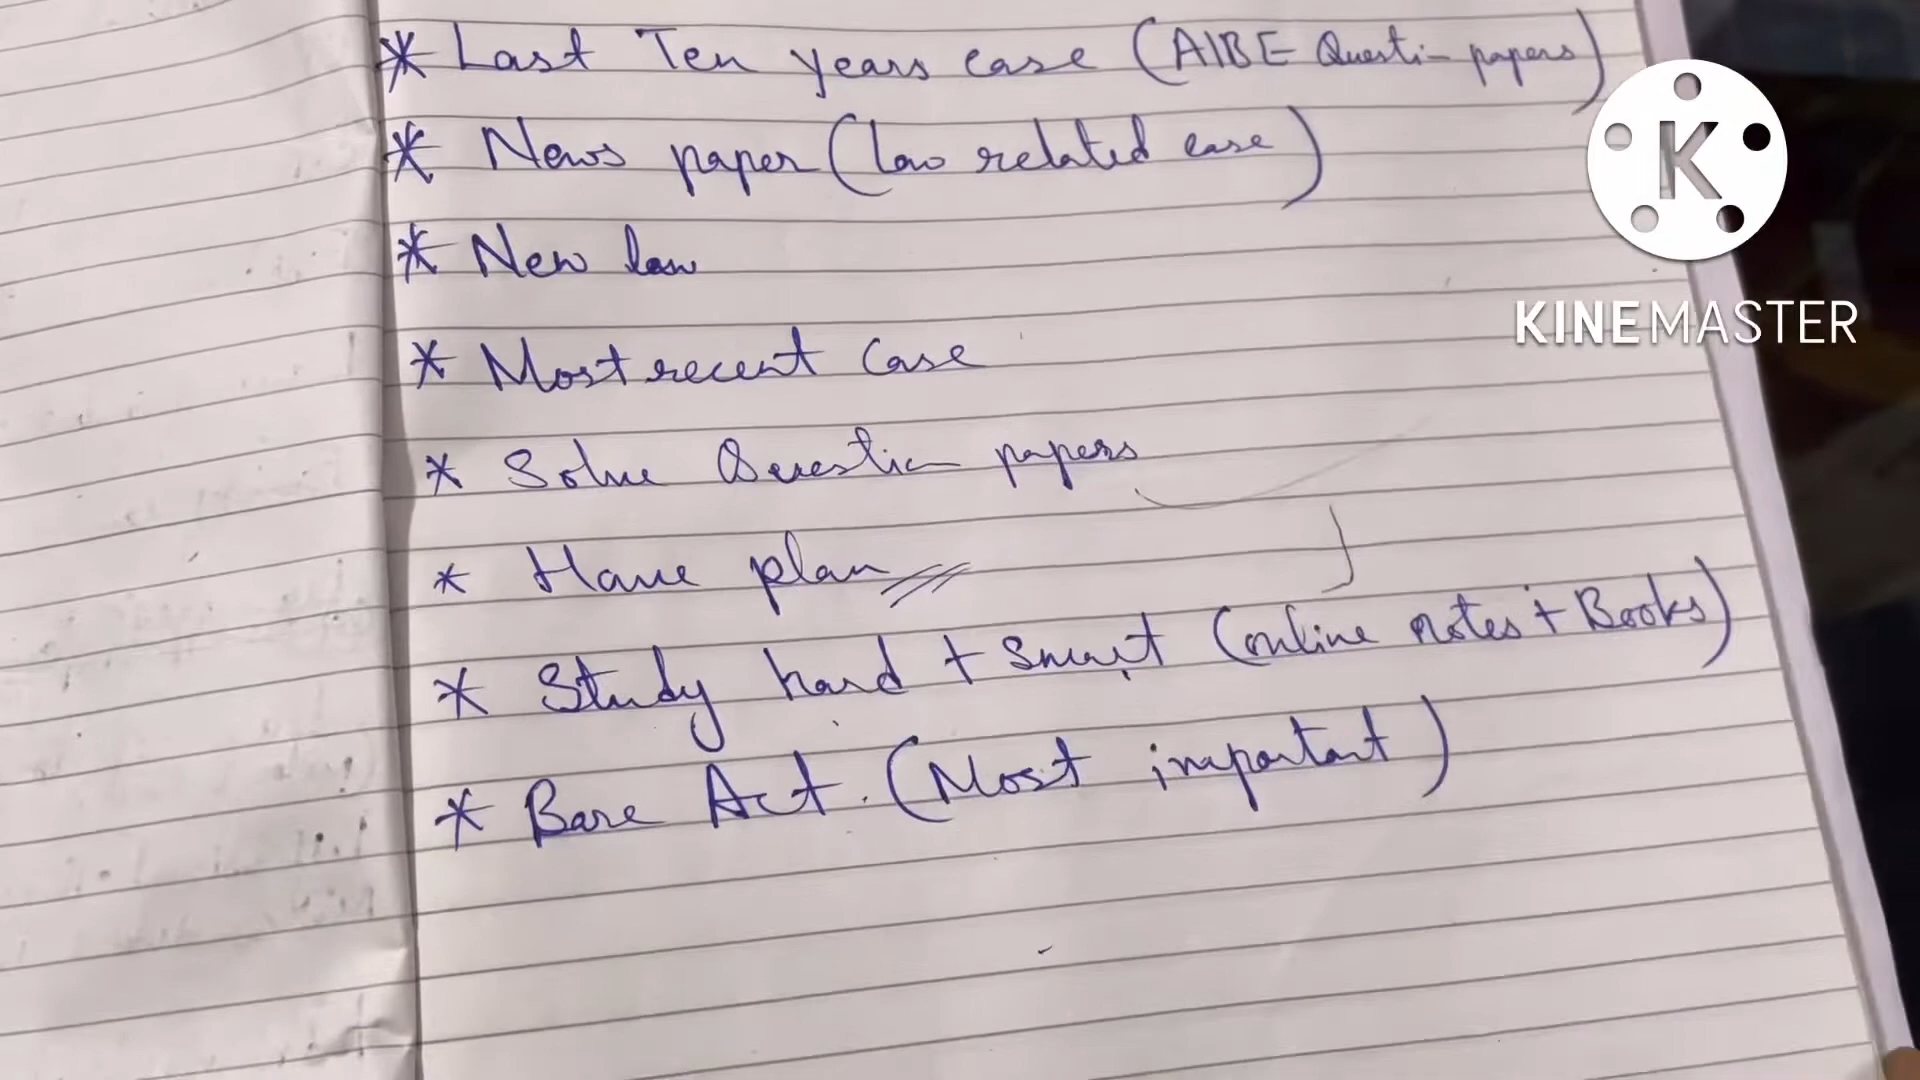 * Last Ten years case (AIBE Questi- papers)
* News paper (law related case)
* New law
* Most recent Case
* Solve Question papers
* Have plan
* Study hard + Smart (online notes + Books)
* Bare Act. (Most important)
K
KINEMASTER